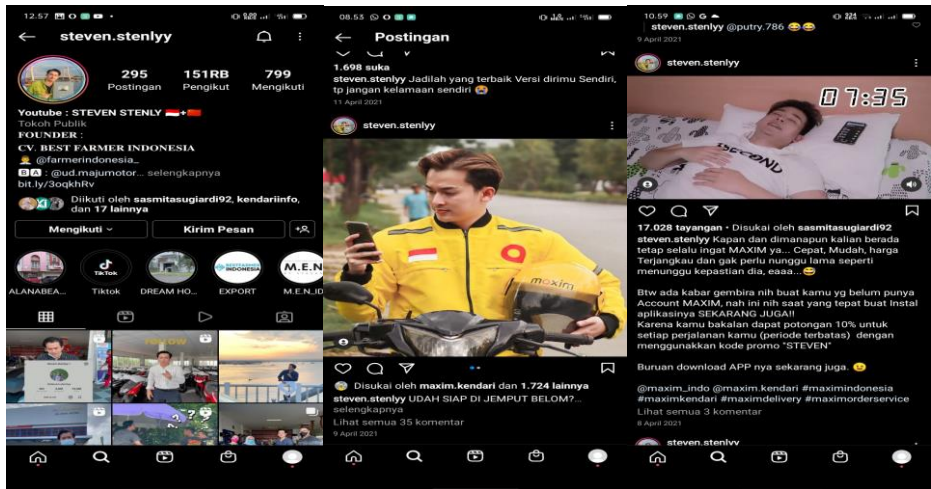 12.57
steven.stenlyy
295
Postingan
151RB
Pengikut
799
Mengikuti
Youtube : STEVEN STENLY 🇮🇩+🇨🇳
Tokoh Publik
FOUNDER :
CV. BEST FARMER INDONESIA
@farmerindonesia_
🅱🅰 : @ud.majumotor... selengkapnya
bit.ly/3oqkhRv
Diikuti oleh sasmitasugiardi92, kendariinfo,
dan 17 lainnya
Mengikuti
Kirim Pesan
ALANABEA...
TikTok
Tiktok
DREAM HO...
INDONESIA
EXPORT
M.E.N
M.E.N_ID
FOLLOW
08.53
Postingan
1.698 suka
steven.stenlyy Jadilah yang terbaik Versi dirimu Sendiri,
tp jangan kelamaan sendiri 😭
11 April 2021
steven.stenlyy
maxim
Disukai oleh maxim.kendari dan 1.724 lainnya
steven.stenlyy UDAH SIAP DI JEMPUT BELOM?...
selengkapnya
Lihat semua 35 komentar
9 April 2021
10.59
steven.stenlyy @putry.786 😂😂
9 April 2021
steven.stenlyy
07:35
17.028 tayangan • Disukai oleh sasmitasugiardi92
steven.stenlyy Kapan dan dimanapun kalian berada
tetap selalu ingat MAXIM ya... Cepat, Mudah, harga
Terjangkau dan gak perlu nunggu lama seperti
menunggu kepastian dia, eaaa...😄
Btw ada kabar gembira nih buat kamu yg belum punya
Account MAXIM, nah ini nih saat yang tepat buat Instal
aplikasinya SEKARANG JUGA!!
Karena kamu bakalan dapat potongan 10% untuk
setiap perjalanan kamu (periode terbatas) dengan
menggunakkan kode promo "STEVEN"
Buruan download APP nya sekarang juga. 😉
@maxim_indo @maxim.kendari #maximindonesia
#maximkendari #maximdelivery #maximorderservice
Lihat semua 3 komentar
8 April 2021
steven.stenlyy